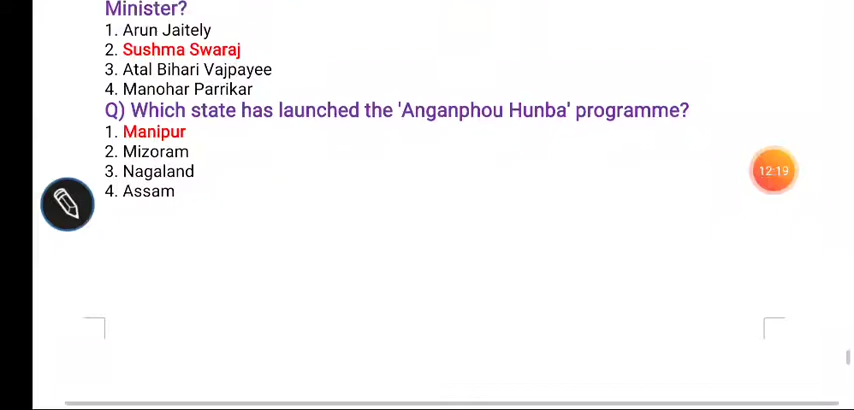 Minister?
1. Arun Jaitely
2. Sushma Swaraj
3. Atal Bihari Vajpayee
4. Manohar Parrikar
Q) Which state has launched the 'Anganphou Hunba' programme?
1. Manipur
2. Mizoram
3. Nagaland
4. Assam
12:19